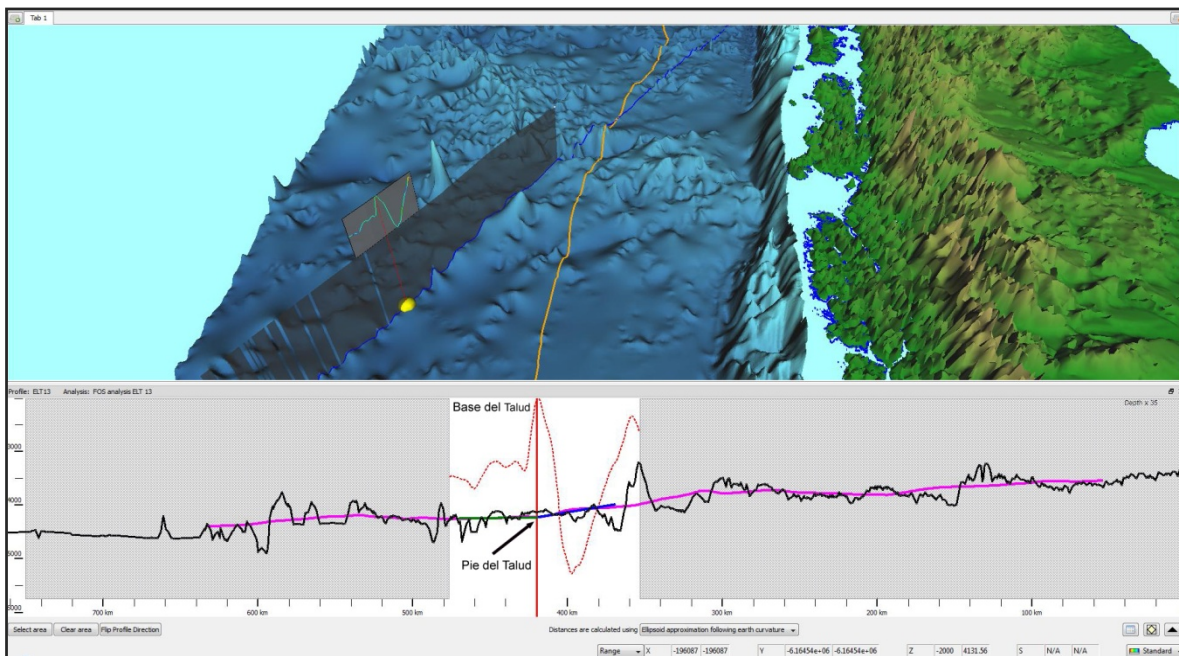 Tab 1
Profile: ELT13 Analysis: FOS analysis ELT 13
Base del Talud
Depth x 35
Pie del Talud
700 km
600 km
500 km
400 km
300 km
200 km
100 km
Select area
Clear area
Flip Profile Direction
Distances are calculated using
Ellipsoid approximation following earth curvature
Range X -196087 -196087 Y -6.16454e+06 -6.16454e+06 Z -2000 4131.56 S N/A N/A Standard